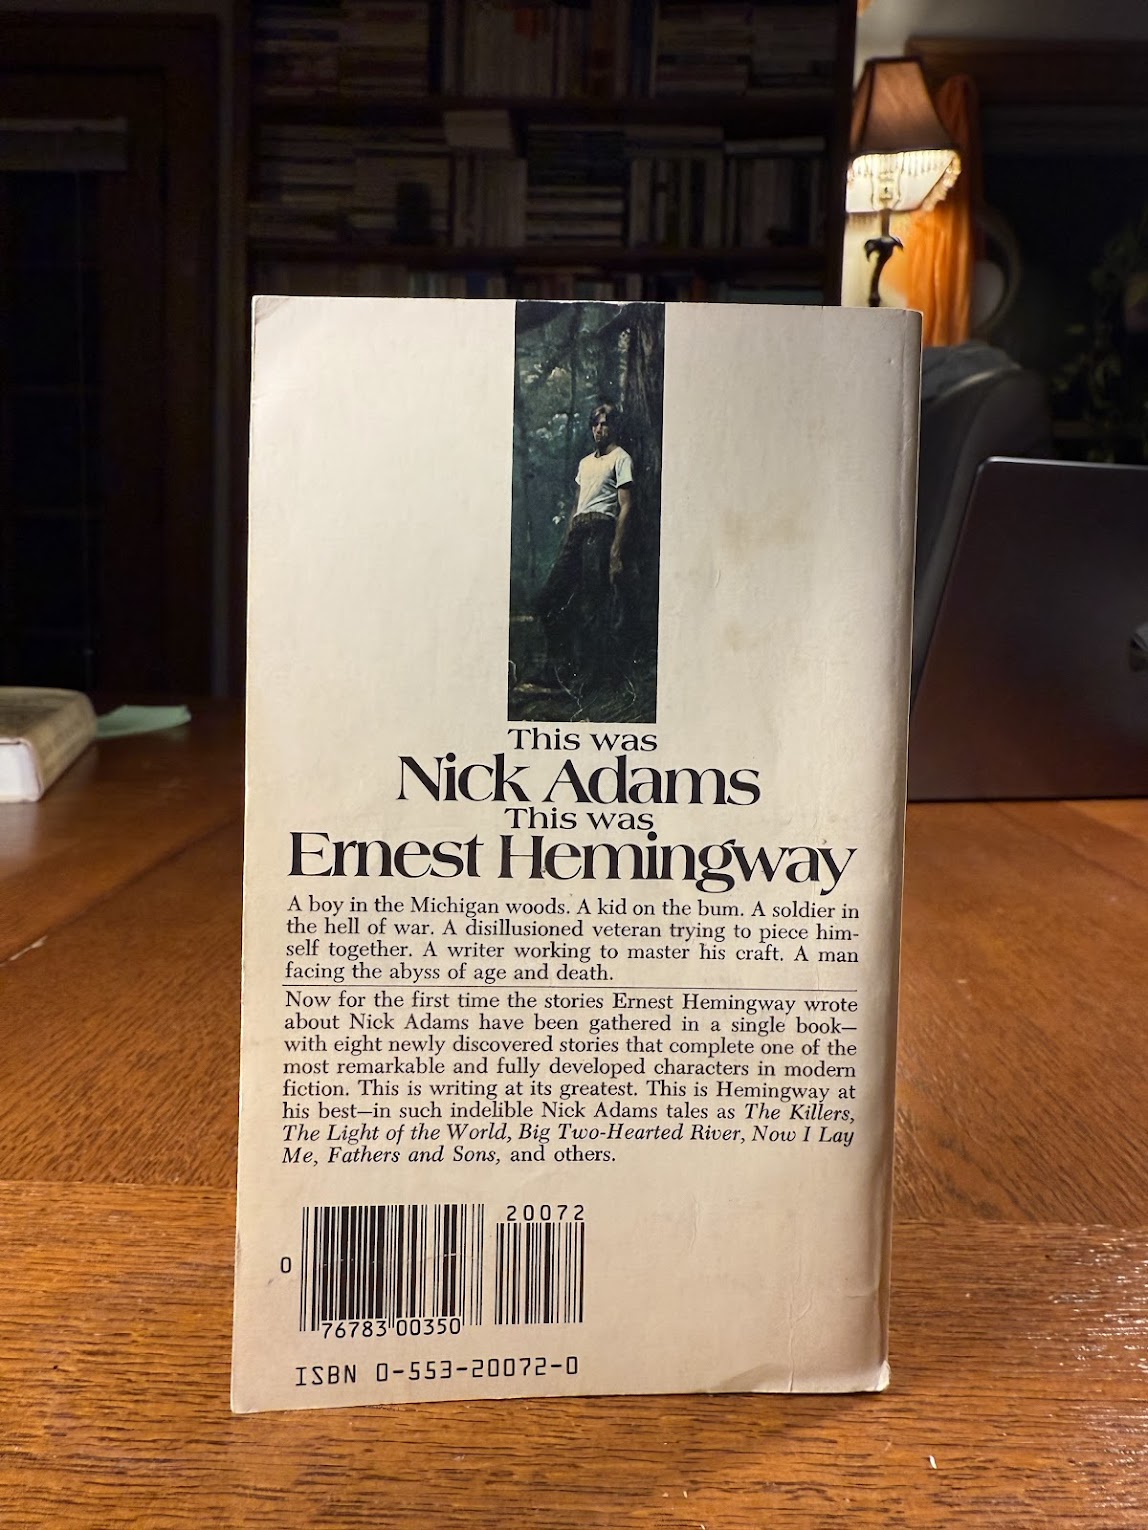 This was
Nick Adams
This was
Ernest Hemingway
A boy in the Michigan woods. A kid on the bum. A soldier in
the hell of war. A disillusioned veteran trying to piece him-
self together. A writer working to master his craft. A man
facing the abyss of age and death.
Now for the first time the stories Ernest Hemingway wrote
about Nick Adams have been gathered in a single book—
with eight newly discovered stories that complete one of the
most remarkable and fully developed characters in modern
fiction. This is writing at its greatest. This is Hemingway at
his best—in such indelible Nick Adams tales as The Killers,
The Light of the World, Big Two-Hearted River, Now I Lay
Me, Fathers and Sons, and others.
20072
0
76783 00350
ISBN 0-553-20072-0